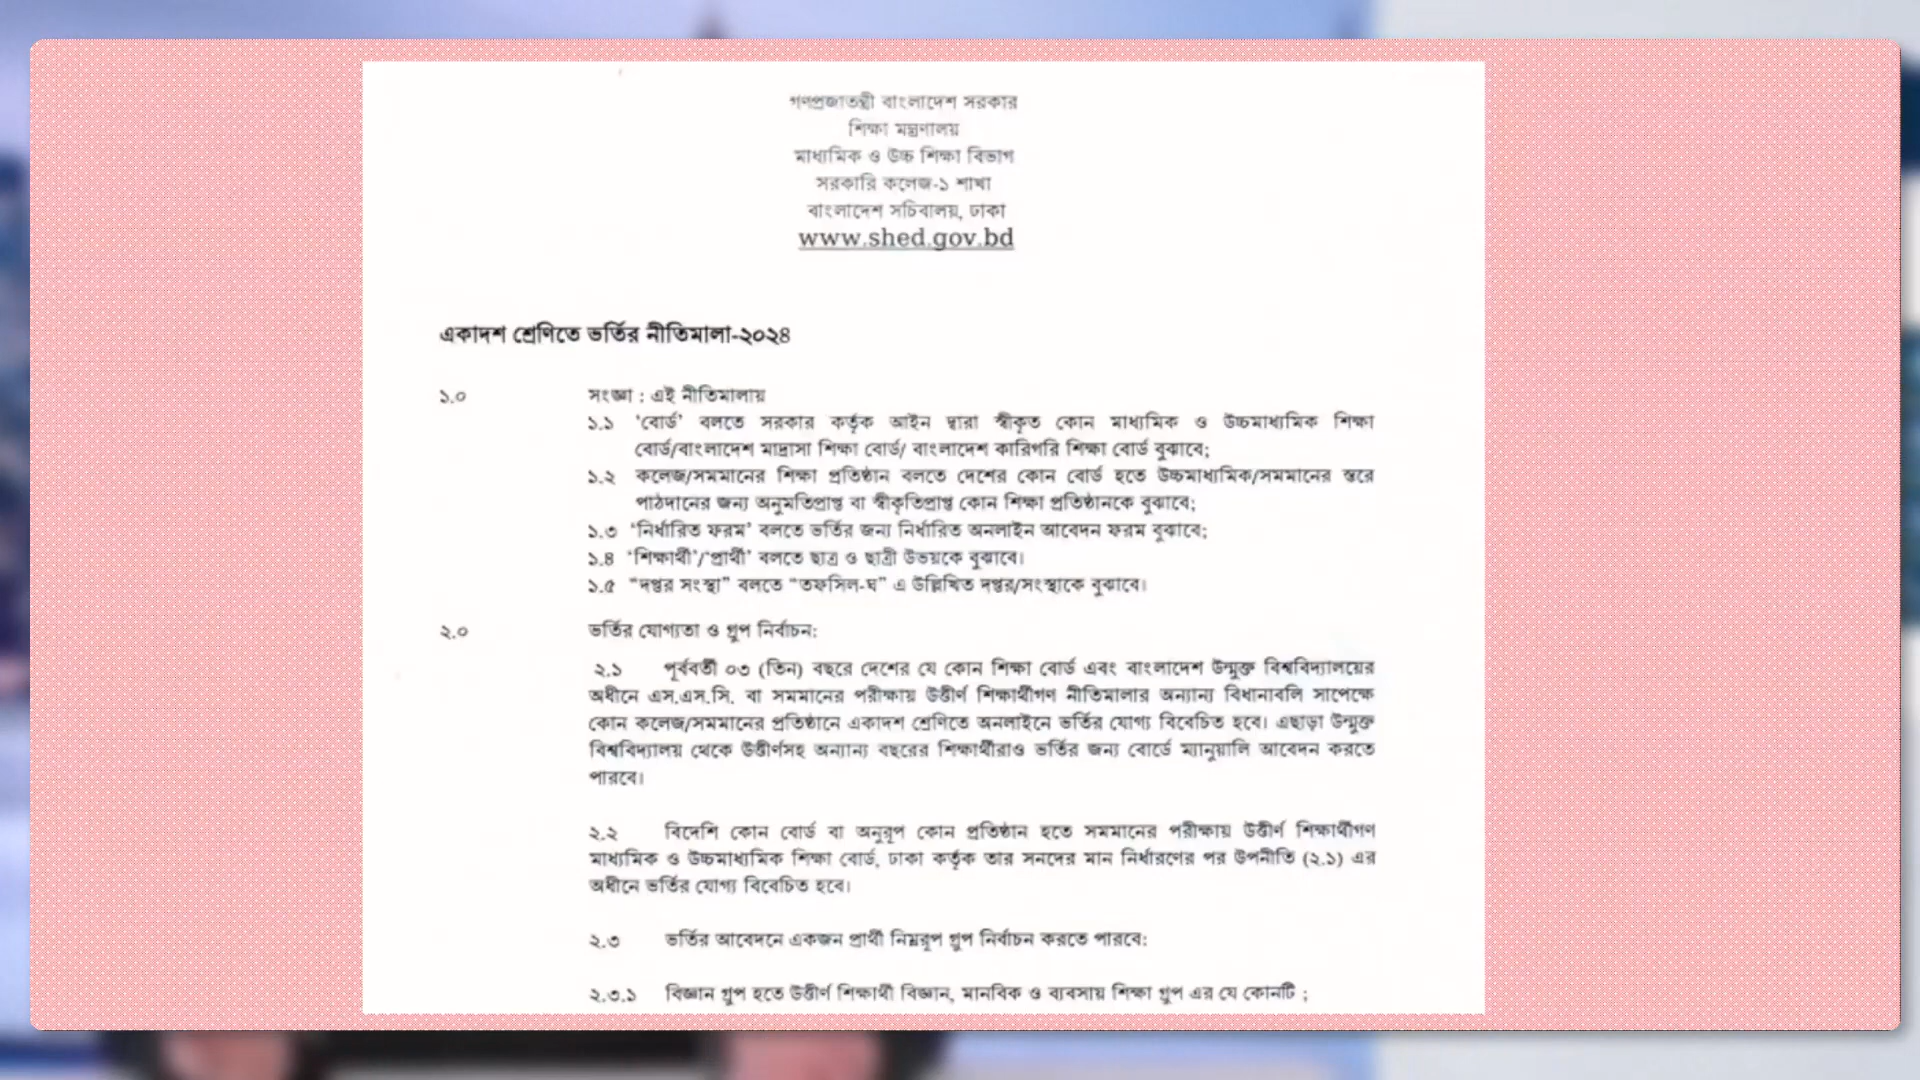 গণপ্রজাতন্ত্রী বাংলাদেশ সরকার
শিক্ষা মন্ত্রণালয়
মাধ্যমিক ও উচ্চ শিক্ষা বিভাগ
সরকারি কলেজ-১ শাখা
বাংলাদেশ সচিবালয়, ঢাকা
www.shed.gov.bd
একাদশ শ্রেণিতে ভর্তির নীতিমালা-২০২৪
১.০ সংজ্ঞা : এই নীতিমালায়
১.১ ‘বোর্ড’ বলতে সরকার কর্তৃক আইন দ্বারা স্বীকৃত কোন মাধ্যমিক ও উচ্চমাধ্যমিক শিক্ষা
বোর্ড/বাংলাদেশ মাদ্রাসা শিক্ষা বোর্ড/ বাংলাদেশ কারিগরি শিক্ষা বোর্ড বুঝাবে;
১.২ কলেজ/সমমানের শিক্ষা প্রতিষ্ঠান বলতে দেশের কোন বোর্ড হতে উচ্চমাধ্যমিক/সমমানের স্তরে
পাঠদানের জন্য অনুমতিপ্রাপ্ত বা স্বীকৃতিপ্রাপ্ত কোন শিক্ষা প্রতিষ্ঠানকে বুঝাবে;
১.৩ ‘নির্ধারিত ফরম’ বলতে ভর্তির জন্য নির্ধারিত অনলাইন আবেদন ফরম বুঝাবে;
১.৪ ‘শিক্ষার্থী’/‘প্রার্থী’ বলতে ছাত্র ও ছাত্রী উভয়কে বুঝাবে।
১.৫ “দপ্তর সংস্থা” বলতে “তফসিল-ঘ” এ উল্লিখিত দপ্তর/সংস্থাকে বুঝাবে।
২.০ ভর্তির যোগ্যতা ও গ্রুপ নির্বাচন:
২.১ পূর্ববর্তী ০৩ (তিন) বছরে দেশের যে কোন শিক্ষা বোর্ড এবং বাংলাদেশ উন্মুক্ত বিশ্ববিদ্যালয়ের
অধীনে এস.এস.সি. বা সমমানের পরীক্ষায় উত্তীর্ণ শিক্ষার্থীগণ নীতিমালার অন্যান্য বিধানাবলি সাপেক্ষে
কোন কলেজ/সমমানের প্রতিষ্ঠানে একাদশ শ্রেণিতে অনলাইনে ভর্তির যোগ্য বিবেচিত হবে। এছাড়া উন্মুক্ত
বিশ্ববিদ্যালয় থেকে উত্তীর্ণসহ অন্যান্য বছরের শিক্ষার্থীরাও ভর্তির জন্য বোর্ডে ম্যানুয়ালি আবেদন করতে
পারবে।
২.২ বিদেশি কোন বোর্ড বা অনুরূপ কোন প্রতিষ্ঠান হতে সমমানের পরীক্ষায় উত্তীর্ণ শিক্ষার্থীগণ
মাধ্যমিক ও উচ্চমাধ্যমিক শিক্ষা বোর্ড, ঢাকা কর্তৃক তার সনদের মান নির্ধারণের পর উপনীতি (২.১) এর
অধীনে ভর্তির যোগ্য বিবেচিত হবে।
২.৩ ভর্তির আবেদনে একজন প্রার্থী নিম্নরূপ গ্রুপ নির্বাচন করতে পারবে:
২.৩.১ বিজ্ঞান গ্রুপ হতে উত্তীর্ণ শিক্ষার্থী বিজ্ঞান, মানবিক ও ব্যবসায় শিক্ষা গ্রুপ এর যে কোনটি ;